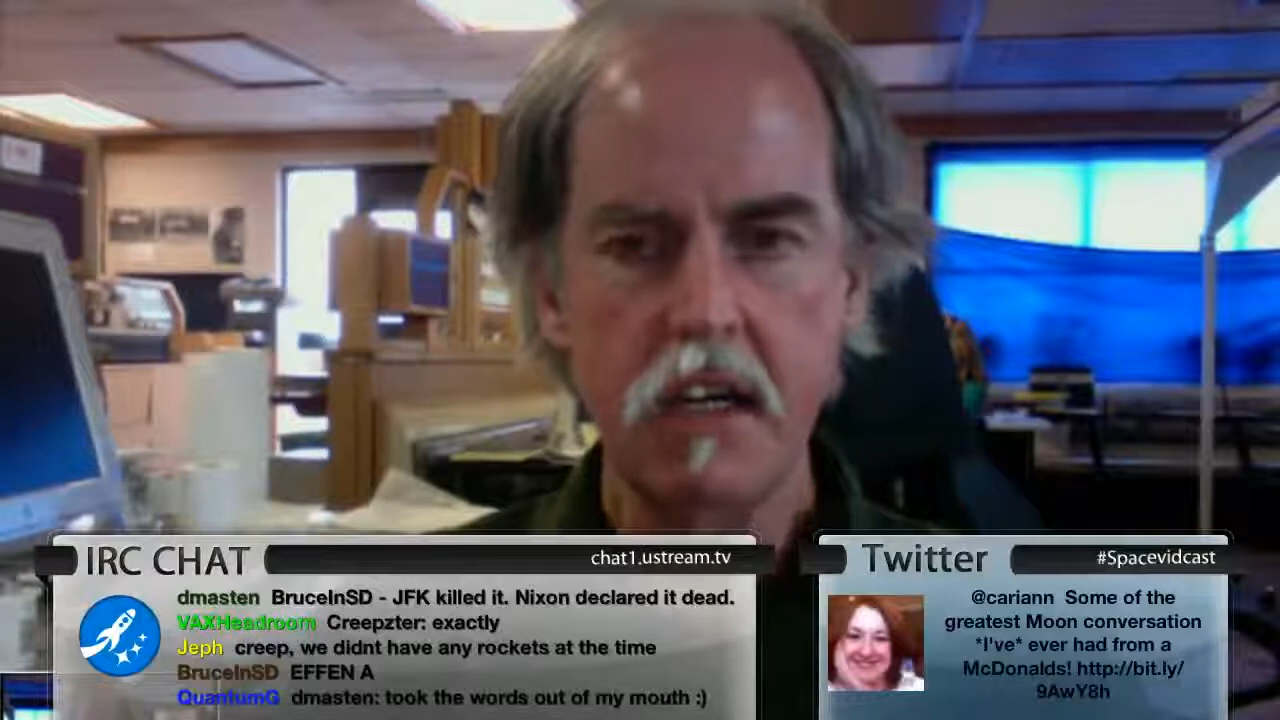 IRC CHAT
chat1.ustream.tv
dmasten BruceInSD - JFK killed it. Nixon declared it dead.
VAXHeadroom Creepzter: exactly
Jeph creep, we didnt have any rockets at the time
BruceInSD EFFEN A
QuantumG dmasten: took the words out of my mouth :)
Twitter
#Spacevidcast
@cariann Some of the
greatest Moon conversation
*I've* ever had from a
McDonalds! http://bit.ly/
9AwY8h